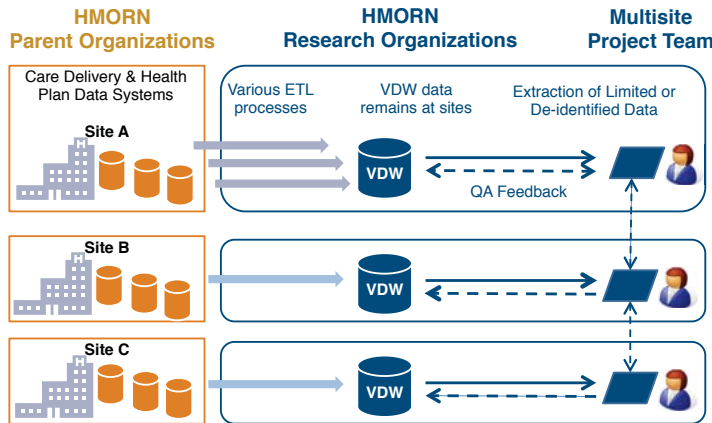 HMORN
Parent Organizations
HMORN
Research Organizations
Multisite
Project Team
Care Delivery & Health
Plan Data Systems
Site A
H
Various ETL
processes
VDW data
remains at sites
Extraction of Limited or
De-identified Data
VDW
QA Feedback
Site B
H
VDW
Site C
H
VDW